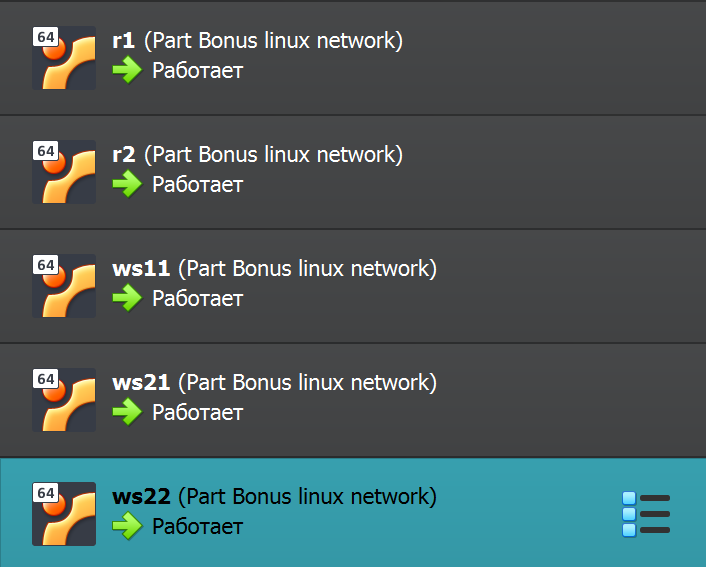 64
r1 (Part Bonus linux network)
Работает
64
r2 (Part Bonus linux network)
Работает
64
ws11 (Part Bonus linux network)
Работает
64
ws21 (Part Bonus linux network)
Работает
64
ws22 (Part Bonus linux network)
Работает